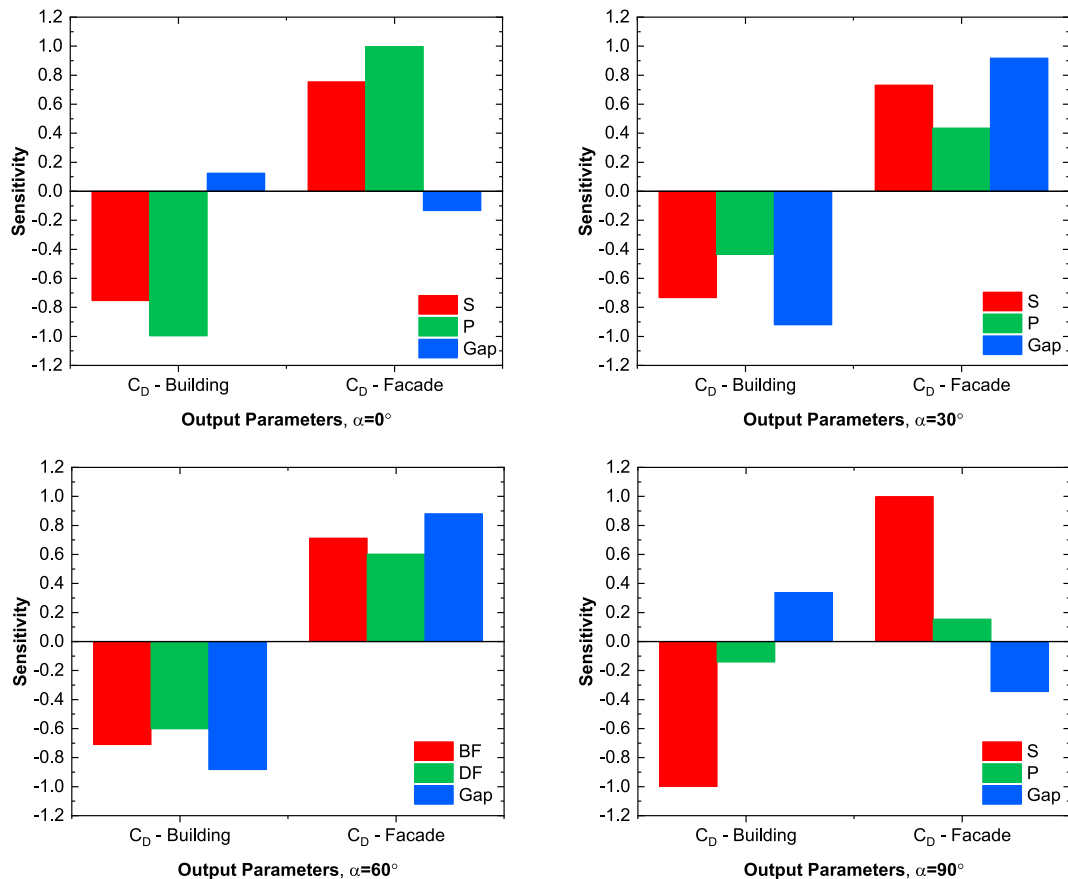 1.2
1.0
0.8
0.6
0.4
0.2
0.0
-0.2
-0.4
-0.6
-0.8
-1.0
-1.2
Sensitivity
S
P
Gap
C_D - Building
C_D - Facade
Output Parameters, α=0°
1.2
1.0
0.8
0.6
0.4
0.2
0.0
-0.2
-0.4
-0.6
-0.8
-1.0
-1.2
Sensitivity
S
P
Gap
C_D - Building
C_D - Facade
Output Parameters, α=30°
1.2
1.0
0.8
0.6
0.4
0.2
0.0
-0.2
-0.4
-0.6
-0.8
-1.0
-1.2
Sensitivity
BF
DF
Gap
C_D - Building
C_D - Facade
Output Parameters, α=60°
1.2
1.0
0.8
0.6
0.4
0.2
0.0
-0.2
-0.4
-0.6
-0.8
-1.0
-1.2
Sensitivity
S
P
Gap
C_D - Building
C_D - Facade
Output Parameters, α=90°